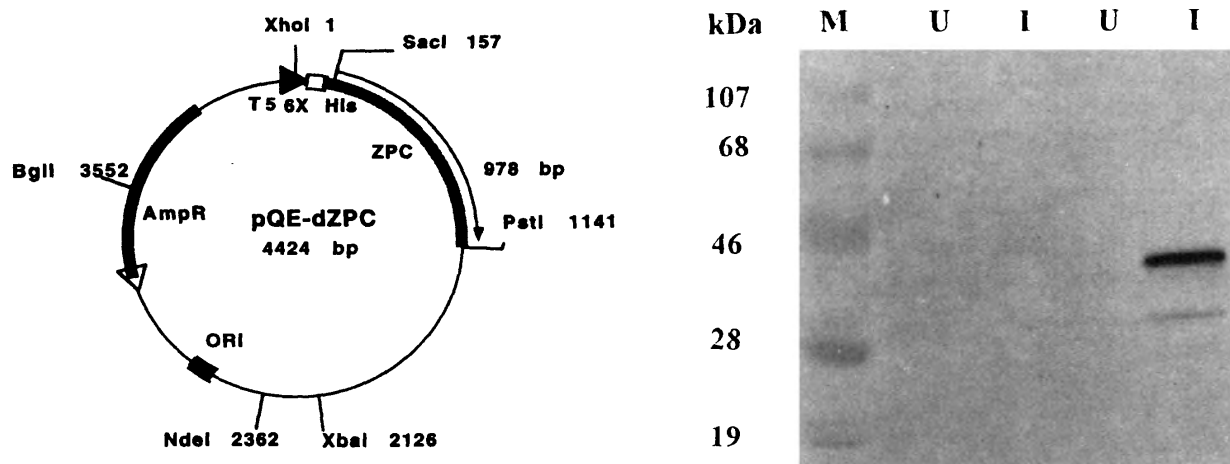 XhoI 1
SacI 157
T5 6X His
ZPC
978 bp
BglI 3552
AmpR
pQE-dZPC
4424 bp
PstI 1141
ORI
NdeI 2362
XbaI 2126
kDa M U I U I
107
68
46
28
19